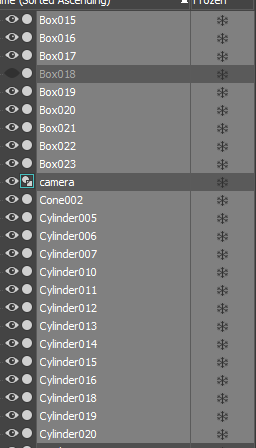 me (Sorted Ascending) Frozen
Box015
Box016
Box017
Box018
Box019
Box020
Box021
Box022
Box023
camera
Cone002
Cylinder005
Cylinder006
Cylinder007
Cylinder010
Cylinder011
Cylinder012
Cylinder013
Cylinder014
Cylinder015
Cylinder016
Cylinder018
Cylinder019
Cylinder020